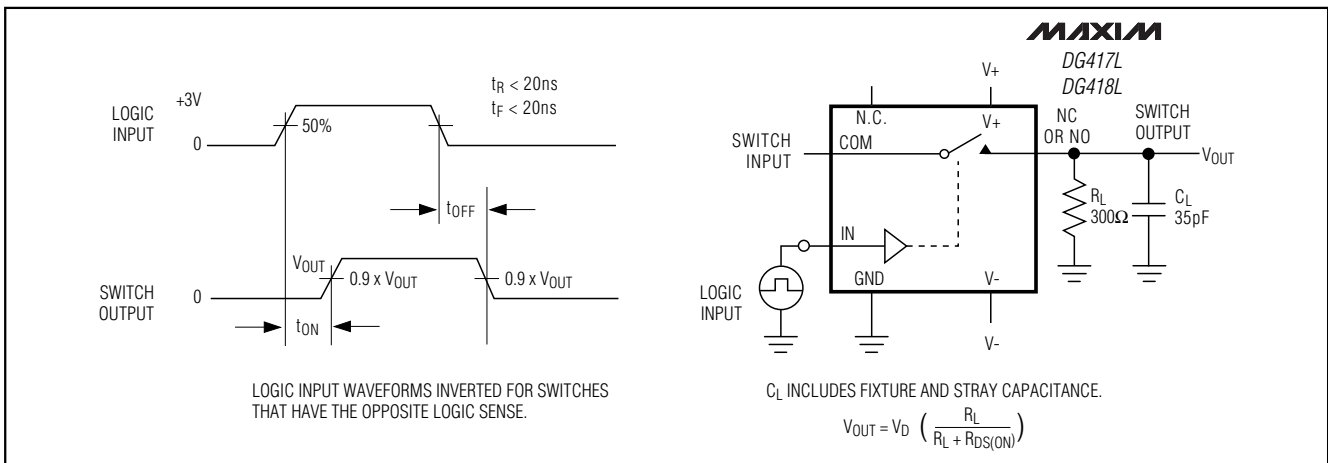 MAXIM
DG417L
DG418L
LOGIC
INPUT
+3V
0
50%
tR < 20ns
tF < 20ns
tOFF
VOUT
0.9 x VOUT
0.9 x VOUT
SWITCH
OUTPUT
0
tON
LOGIC INPUT WAVEFORMS INVERTED FOR SWITCHES
THAT HAVE THE OPPOSITE LOGIC SENSE.
V+
N.C.
V+
NC
OR NO
SWITCH
OUTPUT
SWITCH
INPUT
COM
VOUT
RL
300Ω
CL
35pF
IN
LOGIC
INPUT
GND
V-
V-
CL INCLUDES FIXTURE AND STRAY CAPACITANCE.
VOUT = VD ( RL / RL + RDS(ON) )